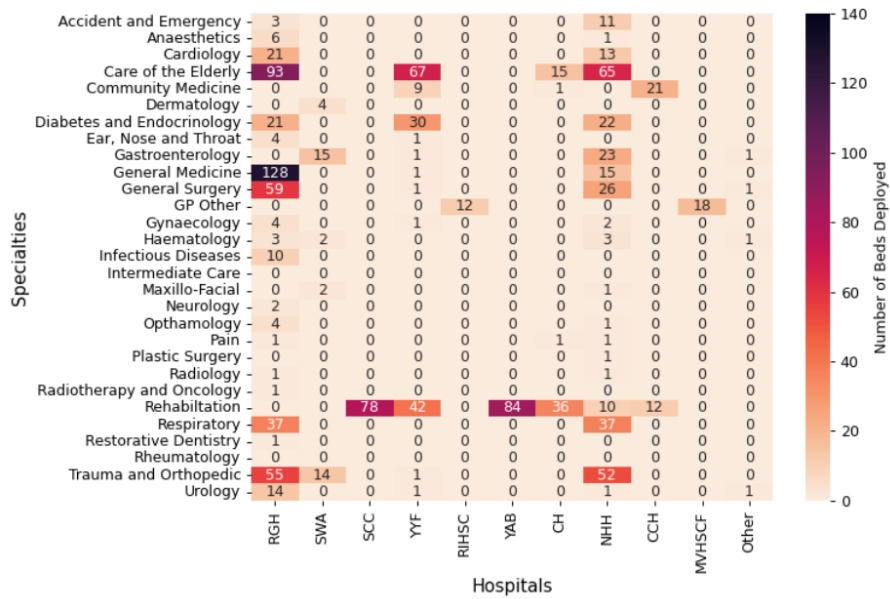 Accident and Emergency 3 0 0 0 0 0 0 11 0 0 0
Anaesthetics 6 0 0 0 0 0 0 1 0 0 0
Cardiology 21 0 0 0 0 0 0 13 0 0 0
Care of the Elderly 93 0 0 67 0 0 15 65 0 0 0
Community Medicine 0 0 0 9 0 0 1 0 21 0 0
Dermatology 0 4 0 0 0 0 0 0 0 0 0
Diabetes and Endocrinology 21 0 0 30 0 0 0 22 0 0 0
Ear, Nose and Throat 4 0 0 1 0 0 0 0 0 0 0
Gastroenterology 0 15 0 1 0 0 0 23 0 0 1
General Medicine 128 0 0 1 0 0 0 15 0 0 0
General Surgery 59 0 0 1 0 0 0 26 0 0 1
GP Other 0 0 0 0 12 0 0 0 0 18 0
Gynaecology 4 0 0 1 0 0 0 2 0 0 0
Haematology 3 2 0 0 0 0 0 3 0 0 1
Infectious Diseases 10 0 0 0 0 0 0 0 0 0 0
Intermediate Care 0 0 0 0 0 0 0 0 0 0 0
Maxillo-Facial 0 2 0 0 0 0 0 1 0 0 0
Neurology 2 0 0 0 0 0 0 0 0 0 0
Opthamology 4 0 0 0 0 0 0 1 0 0 0
Pain 1 0 0 0 0 0 1 1 0 0 0
Plastic Surgery 0 0 0 0 0 0 0 1 0 0 0
Radiology 1 0 0 0 0 0 0 1 0 0 0
Radiotherapy and Oncology 1 0 0 0 0 0 0 0 0 0 0
Rehabiltation 0 0 78 42 0 84 36 10 12 0 0
Respiratory 37 0 0 0 0 0 0 37 0 0 0
Restorative Dentistry 1 0 0 0 0 0 0 0 0 0 0
Rheumatology 0 0 0 0 0 0 0 0 0 0 0
Trauma and Orthopedic 55 14 0 1 0 0 0 52 0 0 0
Urology 14 0 0 1 0 0 0 1 0 0 1
RGH SWA SCC YYF RIHSC YAB CH NHH CCH MVHSCF Other
Hospitals
Specialties
140
120
100
80
60
40
20
0
Number of Beds Deployed